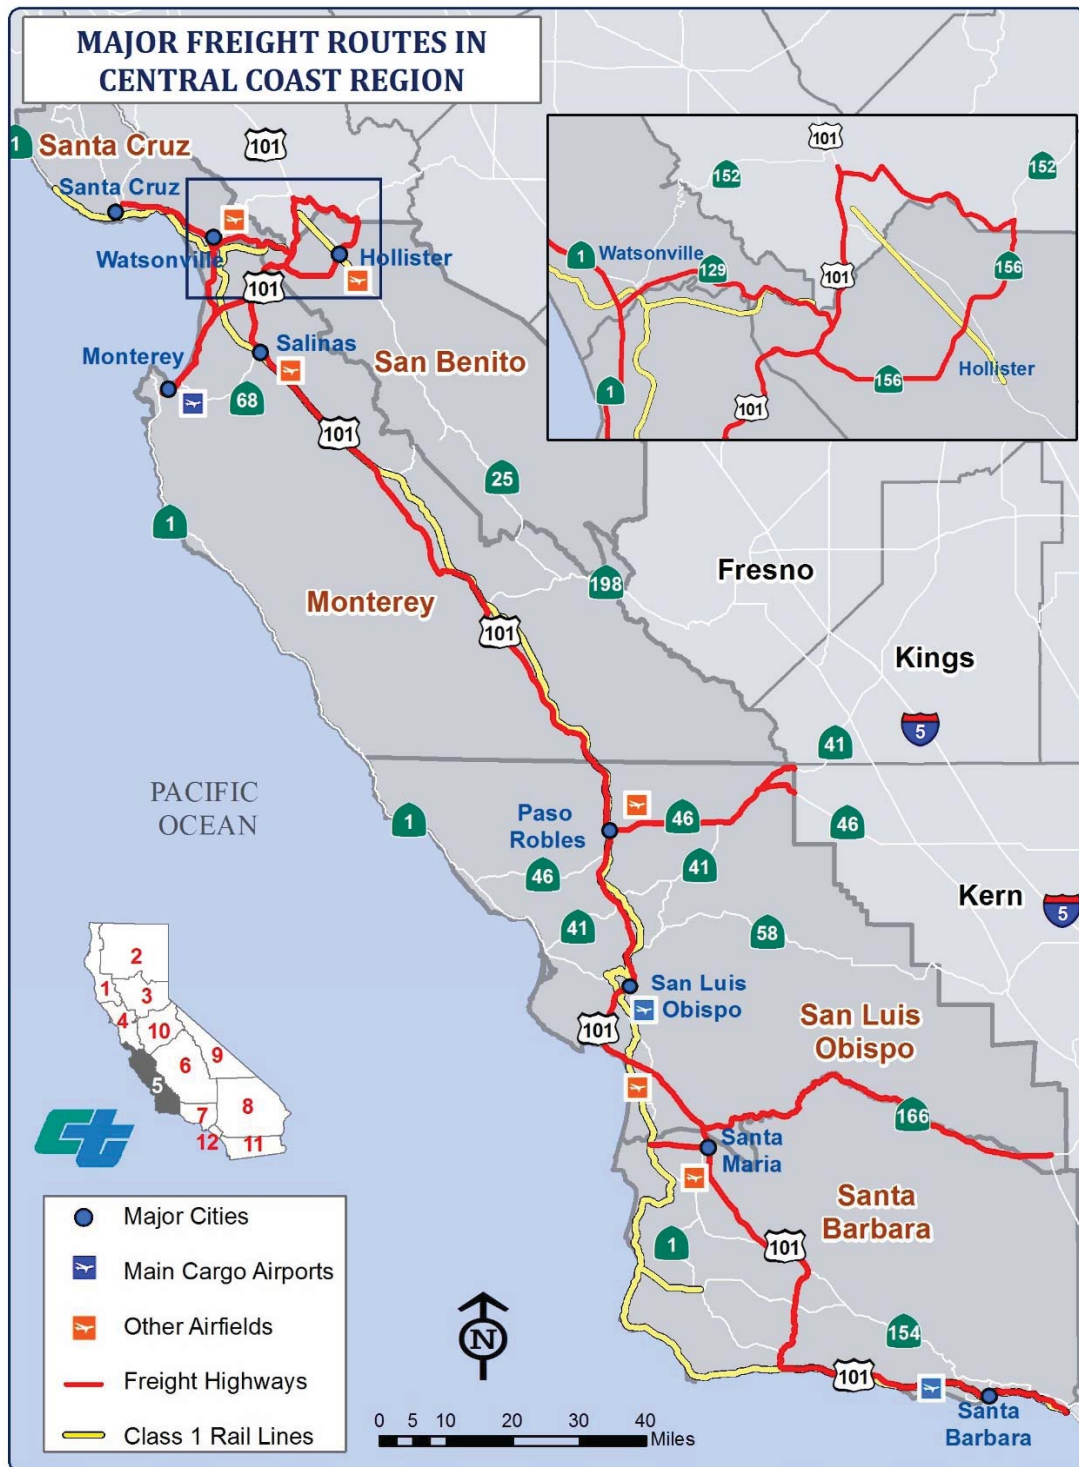 MAJOR FREIGHT ROUTES IN
CENTRAL COAST REGION
1
Santa Cruz
101
Santa Cruz
Watsonville
Hollister
101
Monterey
Salinas
San Benito
68
101
25
1
198
Monterey
101
101
152
152
1
Watsonville
129
101
156
1
156
Hollister
101
Fresno
Kings
5
41
PACIFIC
OCEAN
1
Paso
Robles
46
46
46
41
41
58
Kern
5
San Luis
Obispo
101
San Luis
Obispo
166
Santa
Maria
Santa
Barbara
1
101
154
101
Santa
Barbara
2
1
3
4
10
9
6
5
8
7
12
11
Major Cities
Main Cargo Airports
Other Airfields
Freight Highways
Class 1 Rail Lines
N
0 5 10 20 30 40
Miles